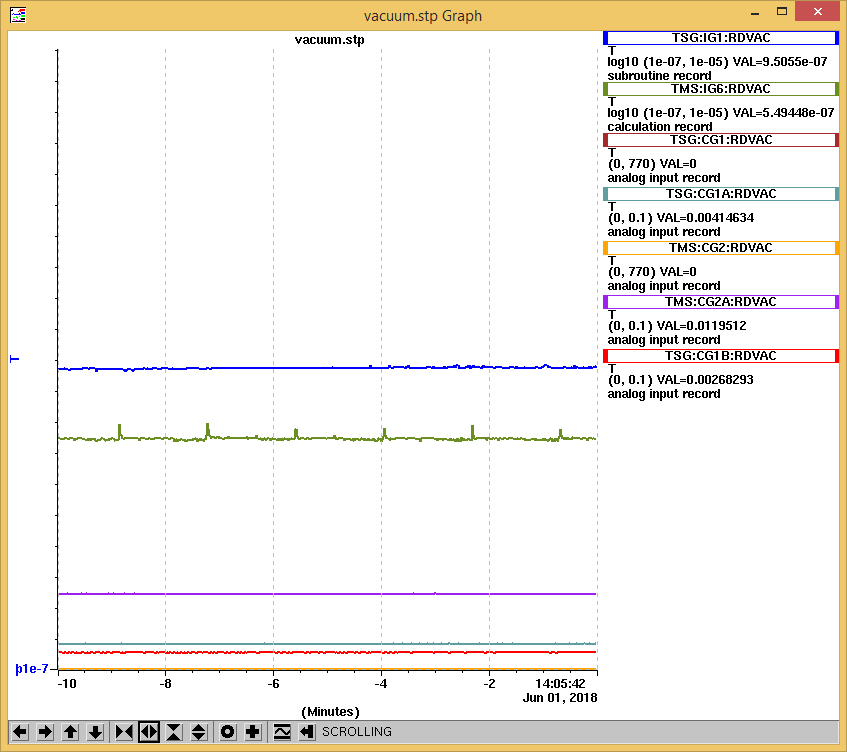 vacuum.stp Graph
vacuum.stp
TSG:IG1:RDVAC
T
log10 (1e-07, 1e-05) VAL=9.5055e-07
subroutine record
TMS:IG6:RDVAC
T
log10 (1e-07, 1e-05) VAL=5.49448e-07
calculation record
TSG:CG1:RDVAC
T
(0, 770) VAL=0
analog input record
TSG:CG1A:RDVAC
T
(0, 0.1) VAL=0.00414634
analog input record
TMS:CG2:RDVAC
T
(0, 770) VAL=0
analog input record
TMS:CG2A:RDVAC
T
(0, 0.1) VAL=0.0119512
analog input record
TSG:CG1B:RDVAC
T
(0, 0.1) VAL=0.00268293
analog input record
T
1e-7
-10 -8 -6 -4 -2 14:05:42
Jun 01, 2018
(Minutes)
SCROLLING